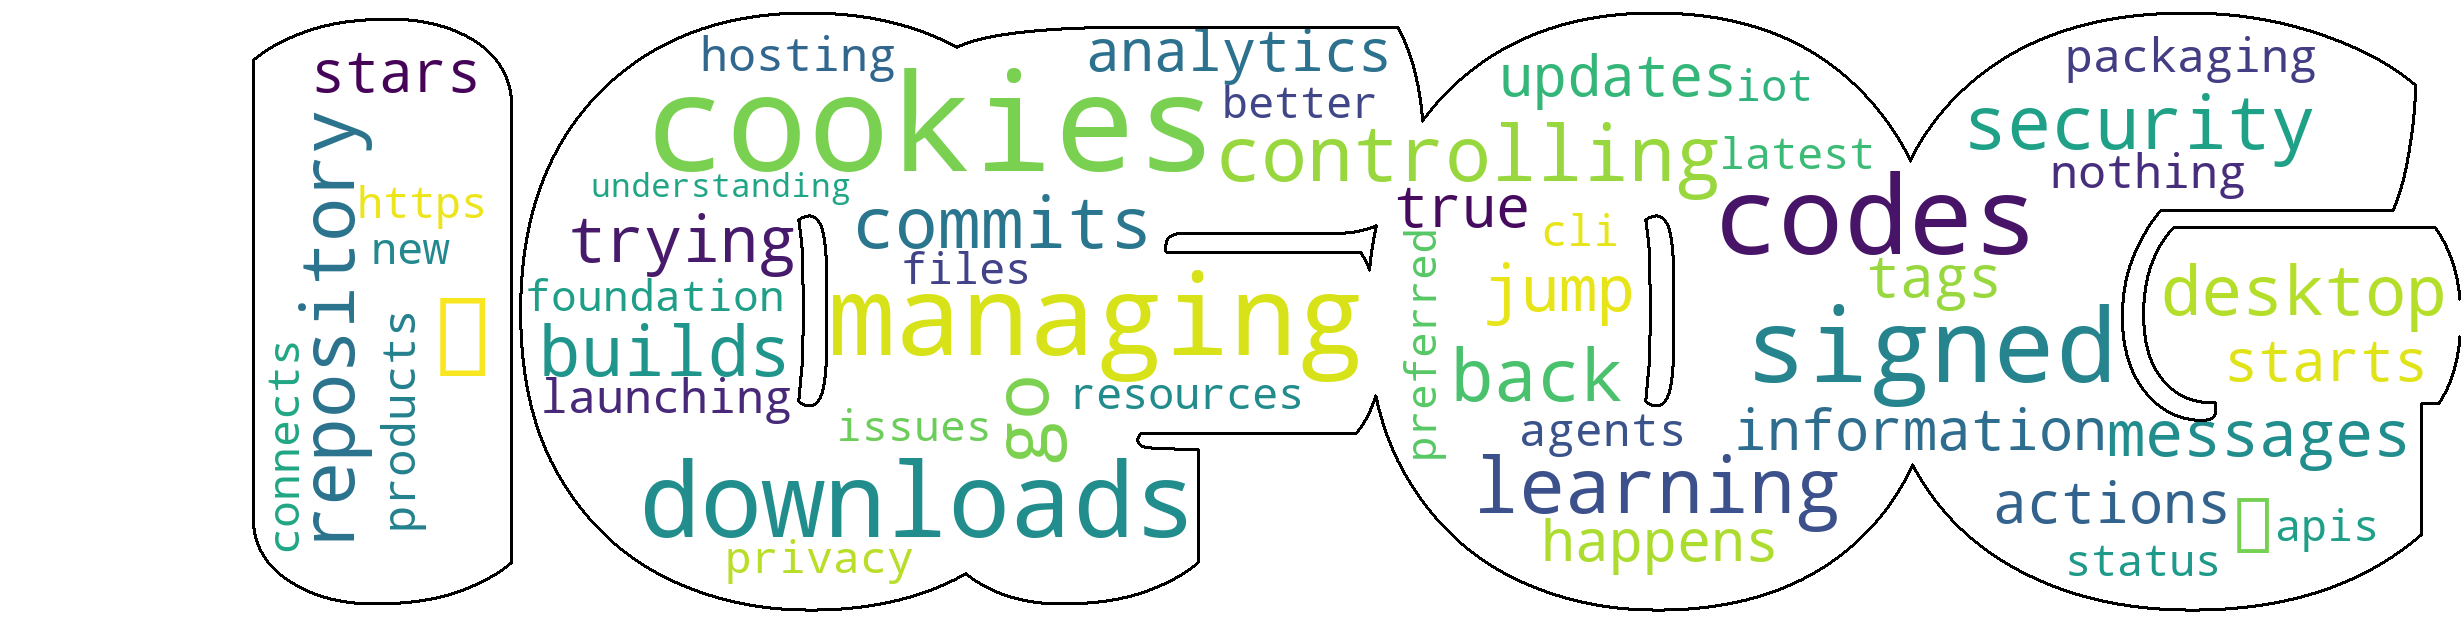 stars
repository
https
new
connects
products
hosting
cookies
analytics
better
controlling
understanding
trying
commits
files
foundation
managing
builds
launching
issues
go
resources
downloads
privacy
updates
iot
latest
true
cli
codes
preferred
jump
tags
back
signed
agents
information
learning
happens
packaging
security
nothing
desktop
starts
messages
actions
apis
status